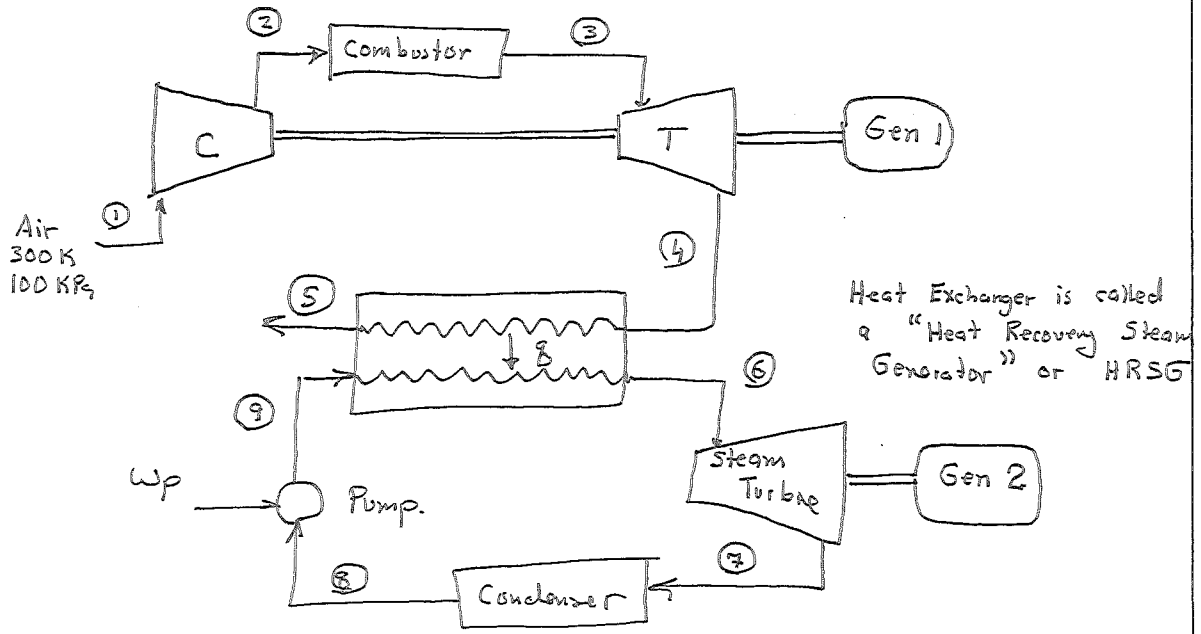 ②
Combustor
③
C
T
Gen 1
①
Air
300K
100 KPa
④
⑤
Heat Exchanger is called
a "Heat Recovery Steam
Generator" or HRSG
q
⑥
⑨
Steam
Turbine
Gen 2
Wp
Pump.
⑦
⑧
Condenser